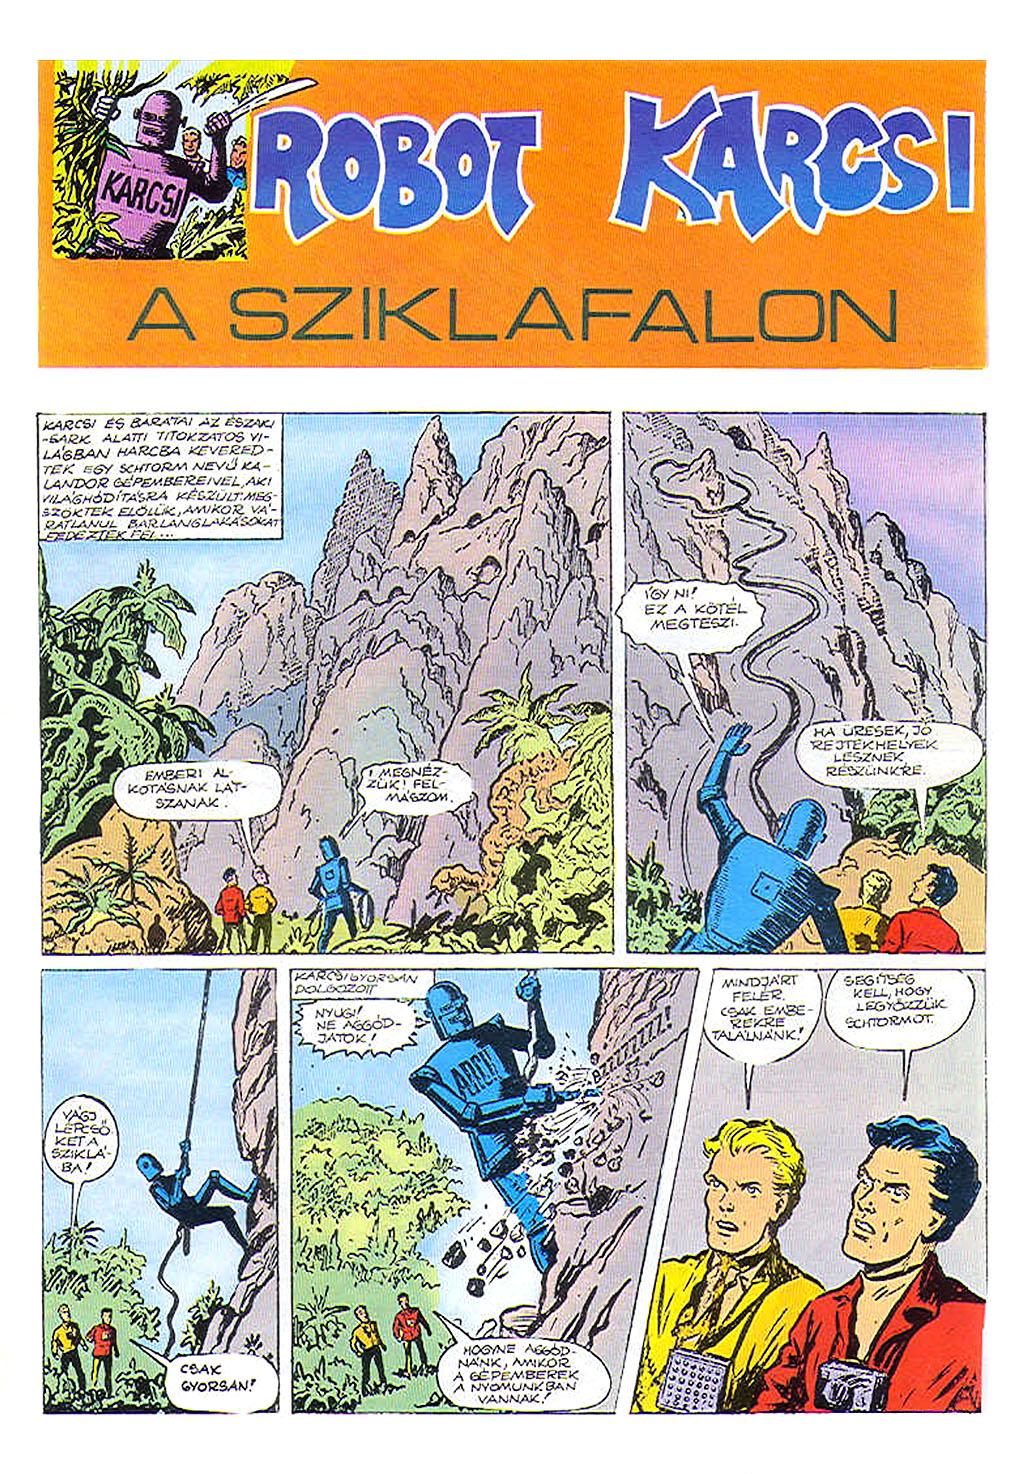 KARCSI
ROBOT KARCSI
A SZIKLAFALON
KARCSI ÉS BARÁTAI AZ ÉSZAKI
-SARK ALATTI TITOKZATOS VI-
LÁGBAN HARCBA KEVERED-
TEK EGY SCHTORM NEVŰ KA-
LANDOR GÉPEMBEREIVEL, AKI
VILÁGHÓDÍTÁSRA KÉSZÜLT. MEG-
SZÖKTEK ELŐLÜK, AMIKOR VÁ-
RATLANUL BARLANGLAKÁSOKAT
FEDEZTEK FEL...
EMBERI AL-
KOTÁSNAK LÁT-
SZANAK.
! MEGNÉZ-
ZÜK! FEL-
MÁSZOM.
ÍGY NI!
EZ A KÖTÉL
MEGTESZI.
HA ÜRESEK, JÓ
REJTEKHELYEK
LESZNEK
RÉSZÜNKRE.
VÁGJ
LÉPCSŐ
KET A
SZIKLÁ-
BA!
CSAK
GYORSAN!
KARCSI GYORSAN
DOLGOZOTT
NYUGI!
NE AGGÓD-
JATOK!
ARCSI
BZZZZZZZ!
HOGYNE AGGÓD-
NÁNK, AMIKOR
A GÉPEMBEREK
A NYOMUNKBAN
VANNAK!
MINDJÁRT
FELÉR.
CSAK EMBE-
REKRE
TALÁLNÁNK!
SEGÍTSÉG
KELL, HOGY
LEGYŐZZÜK
SCHTORMOT.